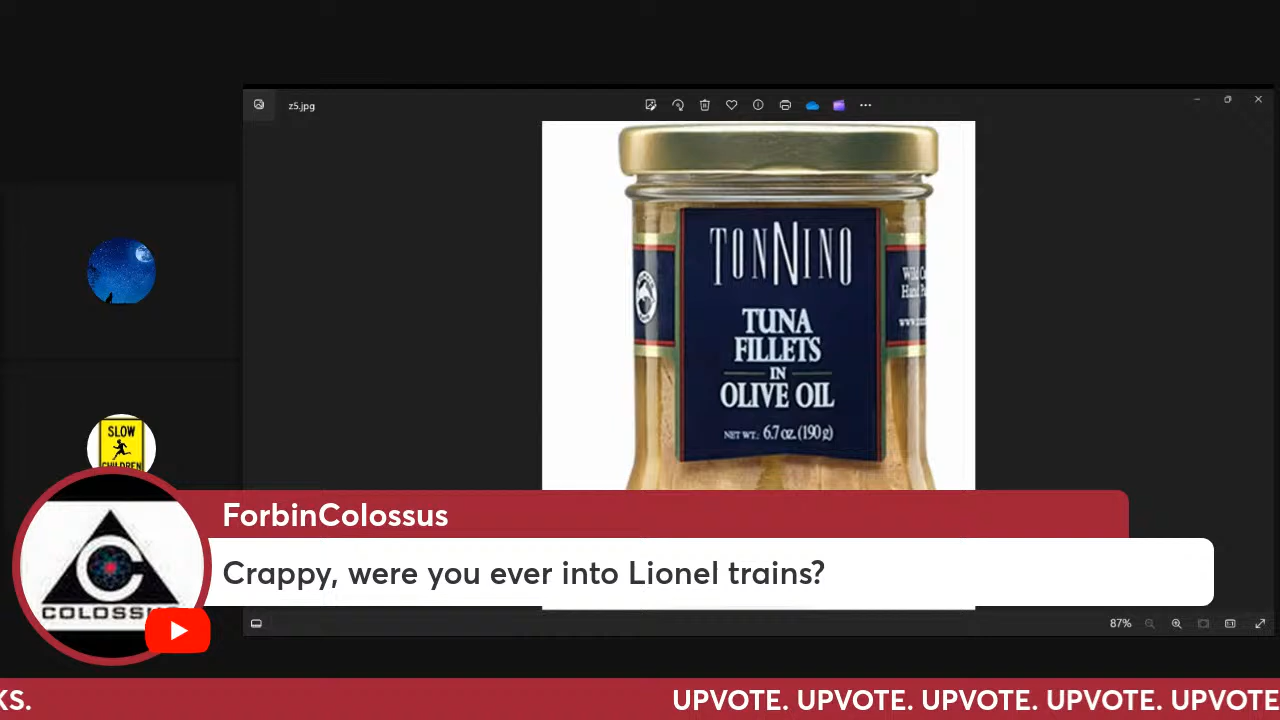 z5.jpg
TONNINO
TUNA
FILLETS
IN
OLIVE OIL
NET WT.: 6.7 oz. (190 g)
SLOW
CHILDREN
ForbinColossus
Crappy, were you ever into Lionel trains?
COLOSSUS
87%
KS.
UPVOTE. UPVOTE. UPVOTE. UPVOTE. UPVOTE